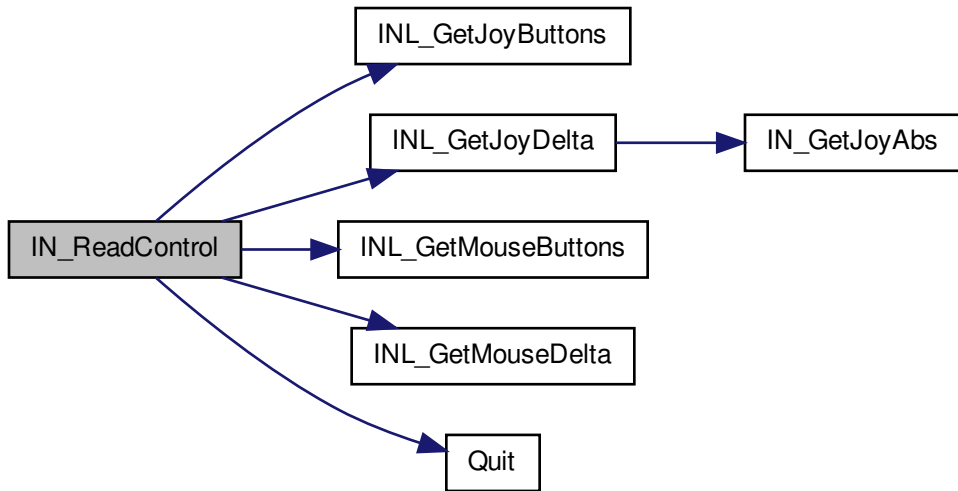 INL_GetJoyButtons
INL_GetJoyDelta
IN_GetJoyAbs
IN_ReadControl
INL_GetMouseButtons
INL_GetMouseDelta
Quit